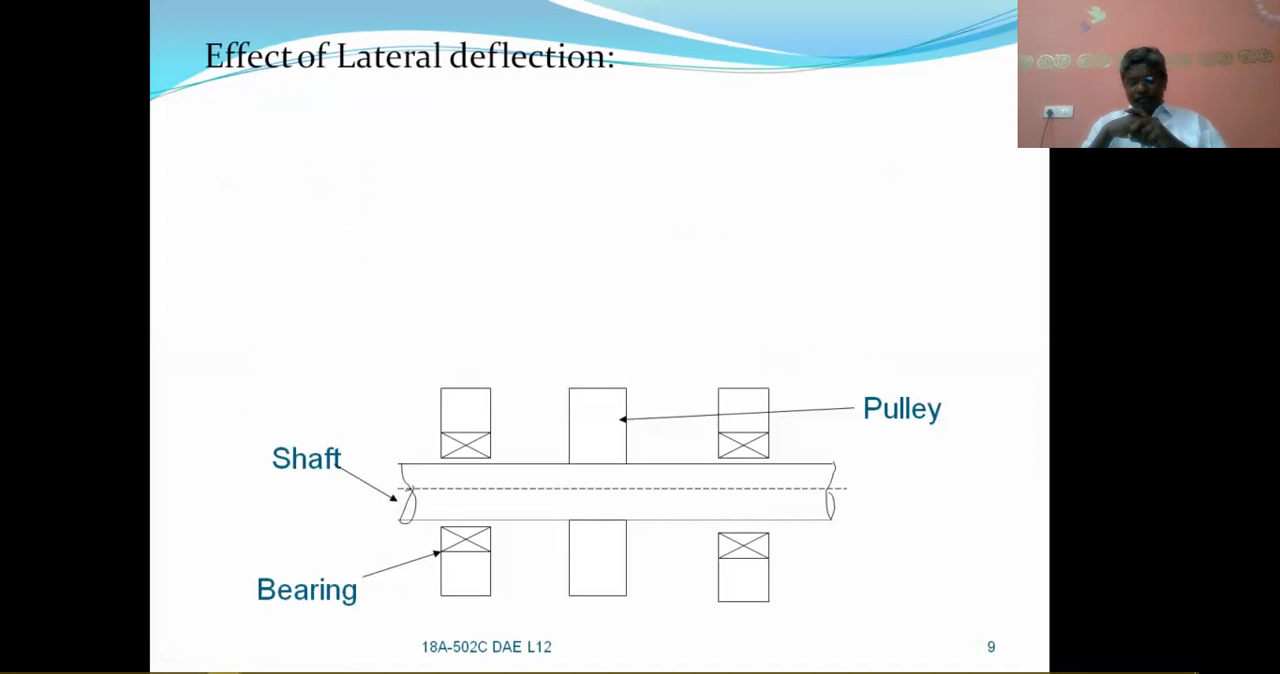 Effect of Lateral deflection:
Pulley
Shaft
Bearing
18A-502C DAE L12
9